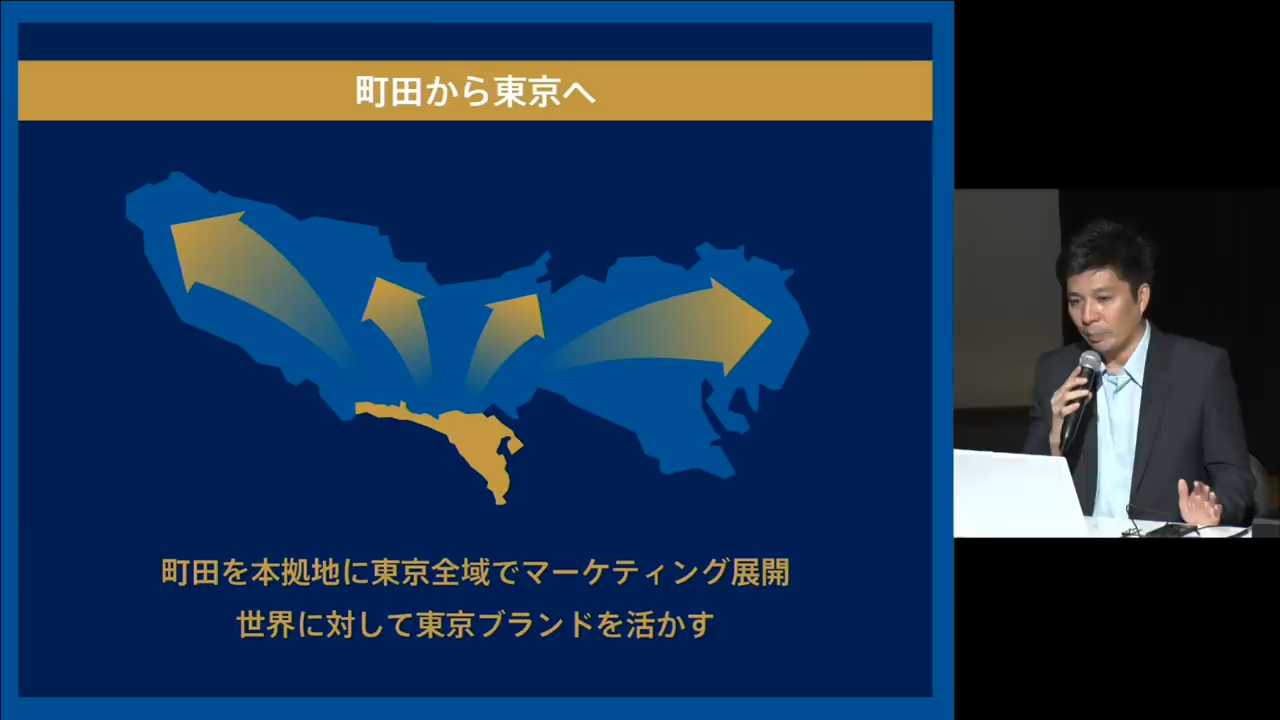 町田から東京へ
町田を本拠地に東京全域でマーケティング展開
世界に対して東京ブランドを活かす